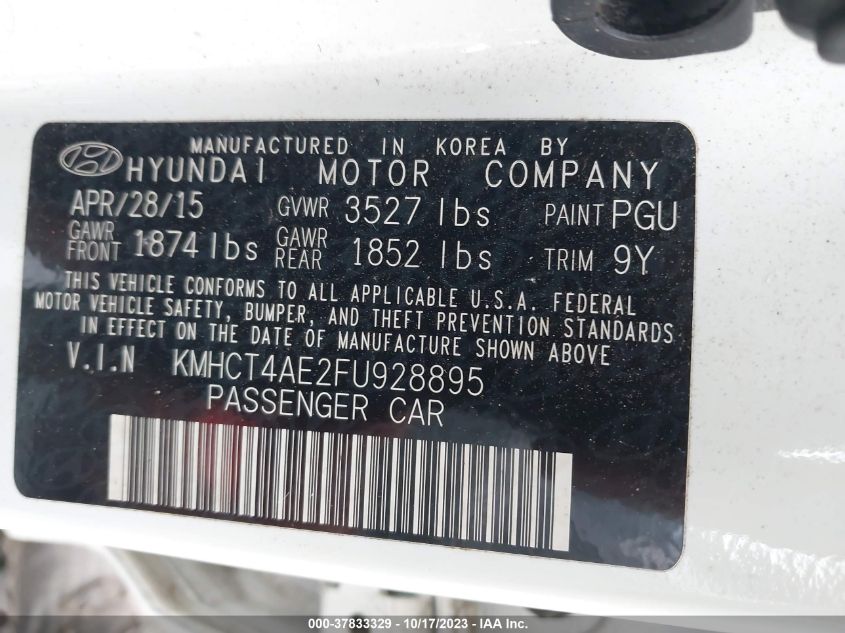 MANUFACTURED IN KOREA BY
HYUNDAI MOTOR COMPANY
APR/28/15 GVWR 3527 lbs PAINT PGU
GAWR FRONT 1874 lbs GAWR REAR 1852 lbs TRIM 9Y
THIS VEHICLE CONFORMS TO ALL APPLICABLE U.S.A. FEDERAL
MOTOR VEHICLE SAFETY, BUMPER, AND THEFT PREVENTION STANDARDS
IN EFFECT ON THE DATE OF MANUFACTURE SHOWN ABOVE
V.I.N KMHCT4AE2FU928895
PASSENGER CAR
000-37833329 - 10/17/2023 - IAAI.com